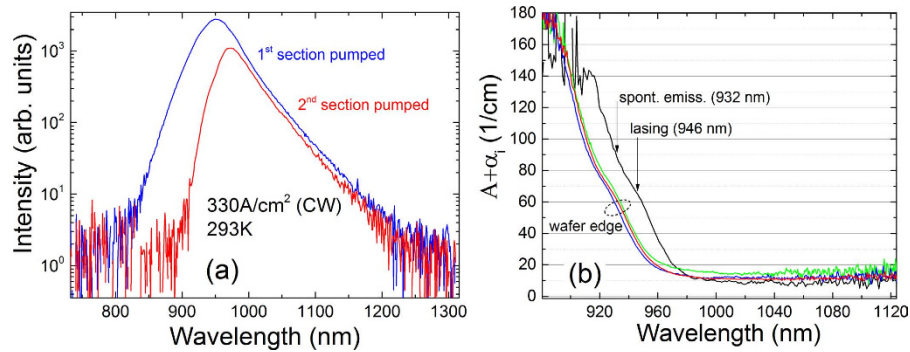 Intensity (arb. units)
10³
10²
10¹
10⁰
1ˢᵗ section pumped
2ⁿᵈ section pumped
330A/cm² (CW)
293K
(a)
800 900 1000 1100 1200 1300
Wavelength (nm)
A+αᵢ (1/cm)
180
160
140
120
100
80
60
40
20
10
0
spont. emiss. (932 nm)
lasing (946 nm)
wafer edge
(b)
920 960 1000 1040 1080 1120
Wavelength (nm)